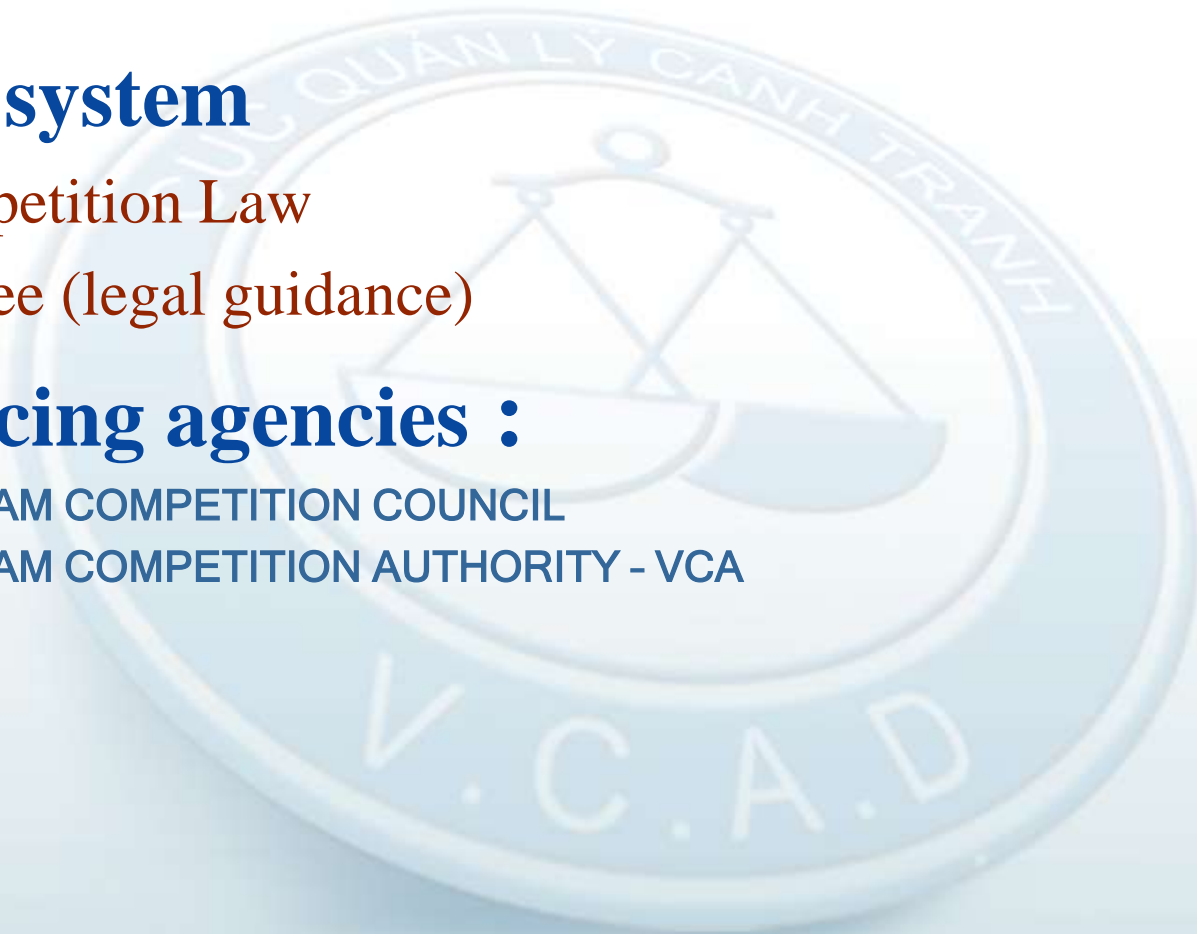 system
petition Law
ee (legal guidance)
cing agencies :
AM COMPETITION COUNCIL
AM COMPETITION AUTHORITY - VCA
CỤC QUẢN LÝ CẠNH TRANH
V.C.A.D